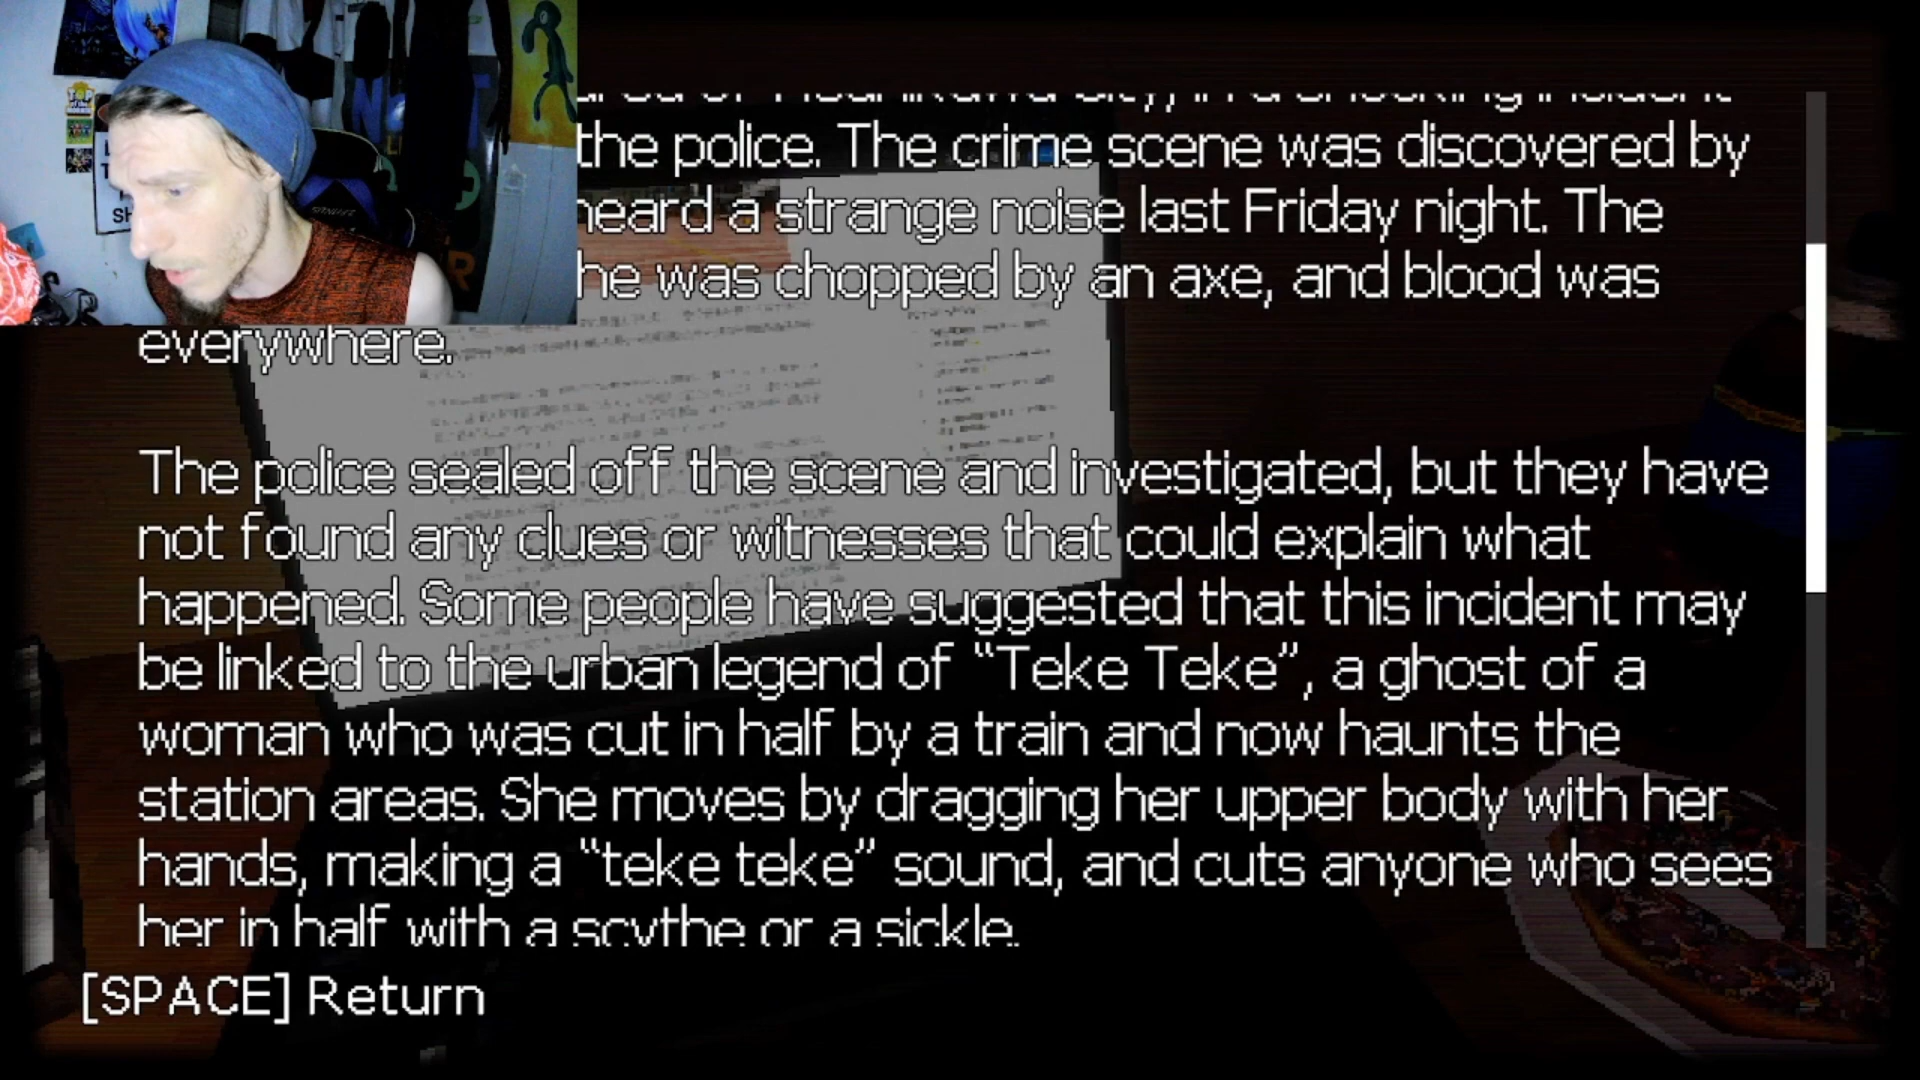 TOP
SH
the police. The crime scene was discovered by
heard a strange noise last Friday night. The
he was chopped by an axe, and blood was
everywhere.
The police sealed off the scene and investigated, but they have
not found any clues or witnesses that could explain what
happened. Some people have suggested that this incident may
be linked to the urban legend of “Teke Teke”, a ghost of a
woman who was cut in half by a train and now haunts the
station areas. She moves by dragging her upper body with her
hands, making a “teke teke” sound, and cuts anyone who sees
her in half with a scythe or a sickle.
[SPACE] Return